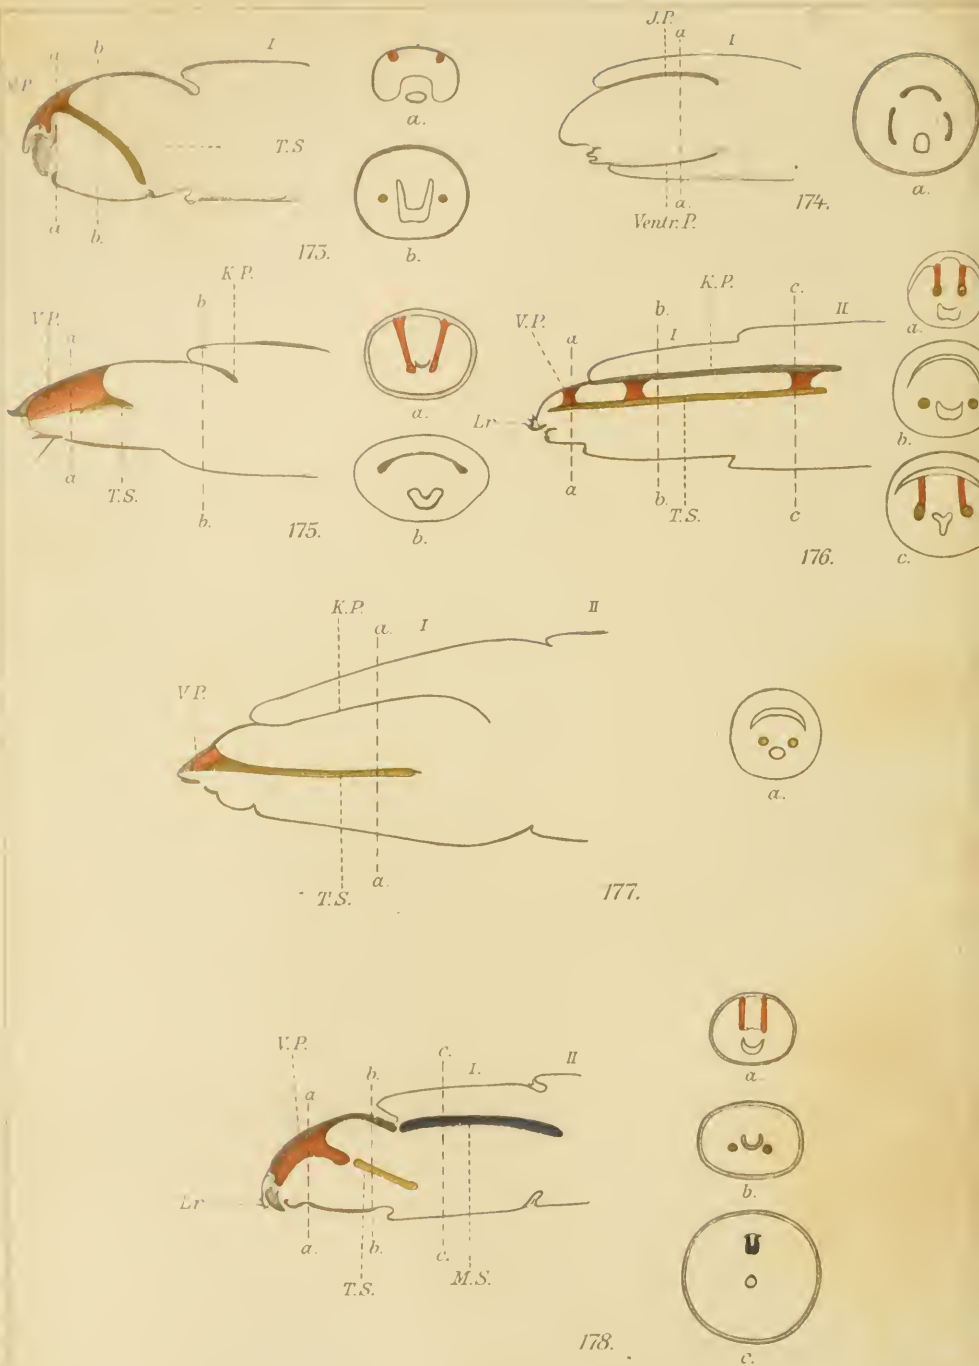 a
b
I
P.
T.S
a
b.
a.
b.
173.
J.P.
a
I
a.
Ventr.P.
174.
a.
K.P.
b
V.P.
a
a
T.S.
b.
175.
a.
b.
K.P.
c.
II
b.
I
V.P.
a
Lr
a
b.
T.S.
c
176.
a.
b.
c.
K.P.
a.
I
II
V.P.
T.S.
a.
177.
a.
V.P.
a
b.
c.
I.
II
Lr
a.
b.
c.
T.S.
M.S.
178.
a.
b.
c.